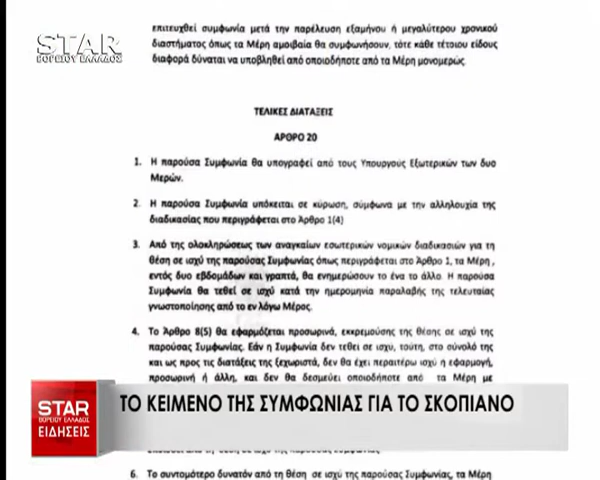 STAR
ΒΟΡΕΙΟΥ ΕΛΛΑΔΟΣ
επιτευχθεί συμφωνία μετά την παρέλευση εξαμήνου ή μεγαλύτερου χρονικού
διαστήματος όπως τα Μέρη αμοιβαία θα συμφωνήσουν, τότε κάθε τέτοιου είδους
διαφορά δύναται να υποβληθεί από οποιοδήποτε από τα Μέρη μονομερώς.
ΤΕΛΙΚΕΣ ΔΙΑΤΑΞΕΙΣ
ΑΡΘΡΟ 20
1. Η παρούσα Συμφωνία θα υπογραφεί από τους Υπουργούς Εξωτερικών των δυο
Μερών.
2. Η παρούσα Συμφωνία υπόκειται σε κύρωση, σύμφωνα με την αλληλουχία της
διαδικασίας που περιγράφεται στο Άρθρο 1(4)
3. Από της ολοκληρώσεως των αναγκαίων εσωτερικών νομικών διαδικασιών για τη
θέση σε ισχύ της παρούσας Συμφωνίας όπως περιγράφεται στο Άρθρο 1, τα Μέρη ,
εντός δυο εβδομάδων και γραπτά, θα ενημερώσουν το ένα το άλλο. Η παρούσα
Συμφωνία θα τεθεί σε ισχύ κατά την ημερομηνία παραλαβής της τελευταίας
γνωστοποίησης από το εν λόγω Μέρος.
4. Το Άρθρο 8(5) θα εφαρμόζεται προσωρινά, εκκρεμούσης της θέσης σε ισχύ της
παρούσας Συμφωνίας. Εάν η Συμφωνία δεν τεθεί σε ισχυ, τούτη, στο σύνολό της
και ως προς τις διατάξεις της ξεχωριστά, δεν θα έχει περαιτέρω ισχύ η εφαρμογή,
προσωρινή ή άλλη, και δεν θα δεσμεύει οποιοδήποτε από τα Μέρη με
STAR
ΒΟΡΕΙΟΥ ΕΛΛΑΔΟΣ
ΕΙΔΗΣΕΙΣ
ΤΟ ΚΕΙΜΕΝΟ ΤΗΣ ΣΥΜΦΩΝΙΑΣ ΓΙΑ ΤΟ ΣΚΟΠΙΑΝΟ
6. Το συντομότερο δυνατόν από τη θέση σε ισχύ της παρούσας Συμφωνίας, τα Μέρη